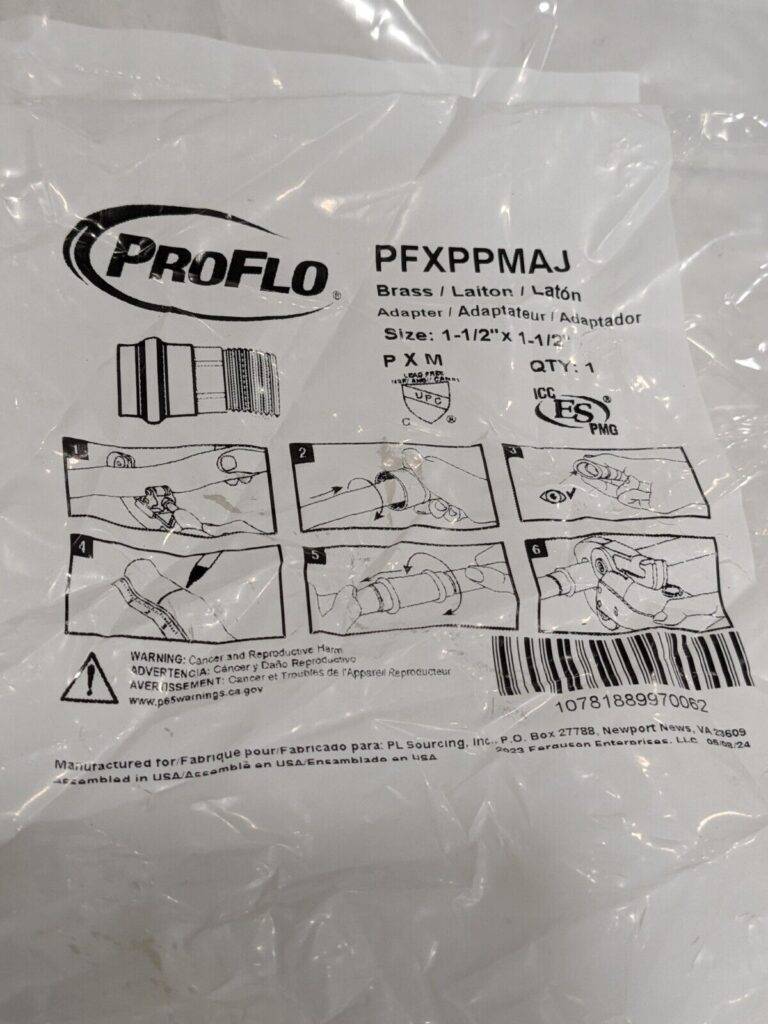 PROFLO®
PFXPPMAJ
Brass / Laiton / Latón
Adapter / Adaptateur / Adaptador
Size: 1-1/2" x 1-1/2"
P X M
QTY: 1
LEAD FREE
UPC
C ®
ICC
ES®
PMG
1
2
3
4
5
6
WARNING: Cancer and Reproductive Harm
ADVERTENCIA: Cáncer y Daño Reproductivo
AVERTISSEMENT: Cancer et Troubles de l'Appareil Reproducteur
www.p65warnings.ca.gov
10781889970062
Manufactured for/Fabrique pour/Fabricado para: PL Sourcing, Inc., P.O. Box 27788, Newport News, VA 23609
Assembled in USA/Assemblé en USA/Ensamblado en USA
2023 Ferguson Enterprises, LLC